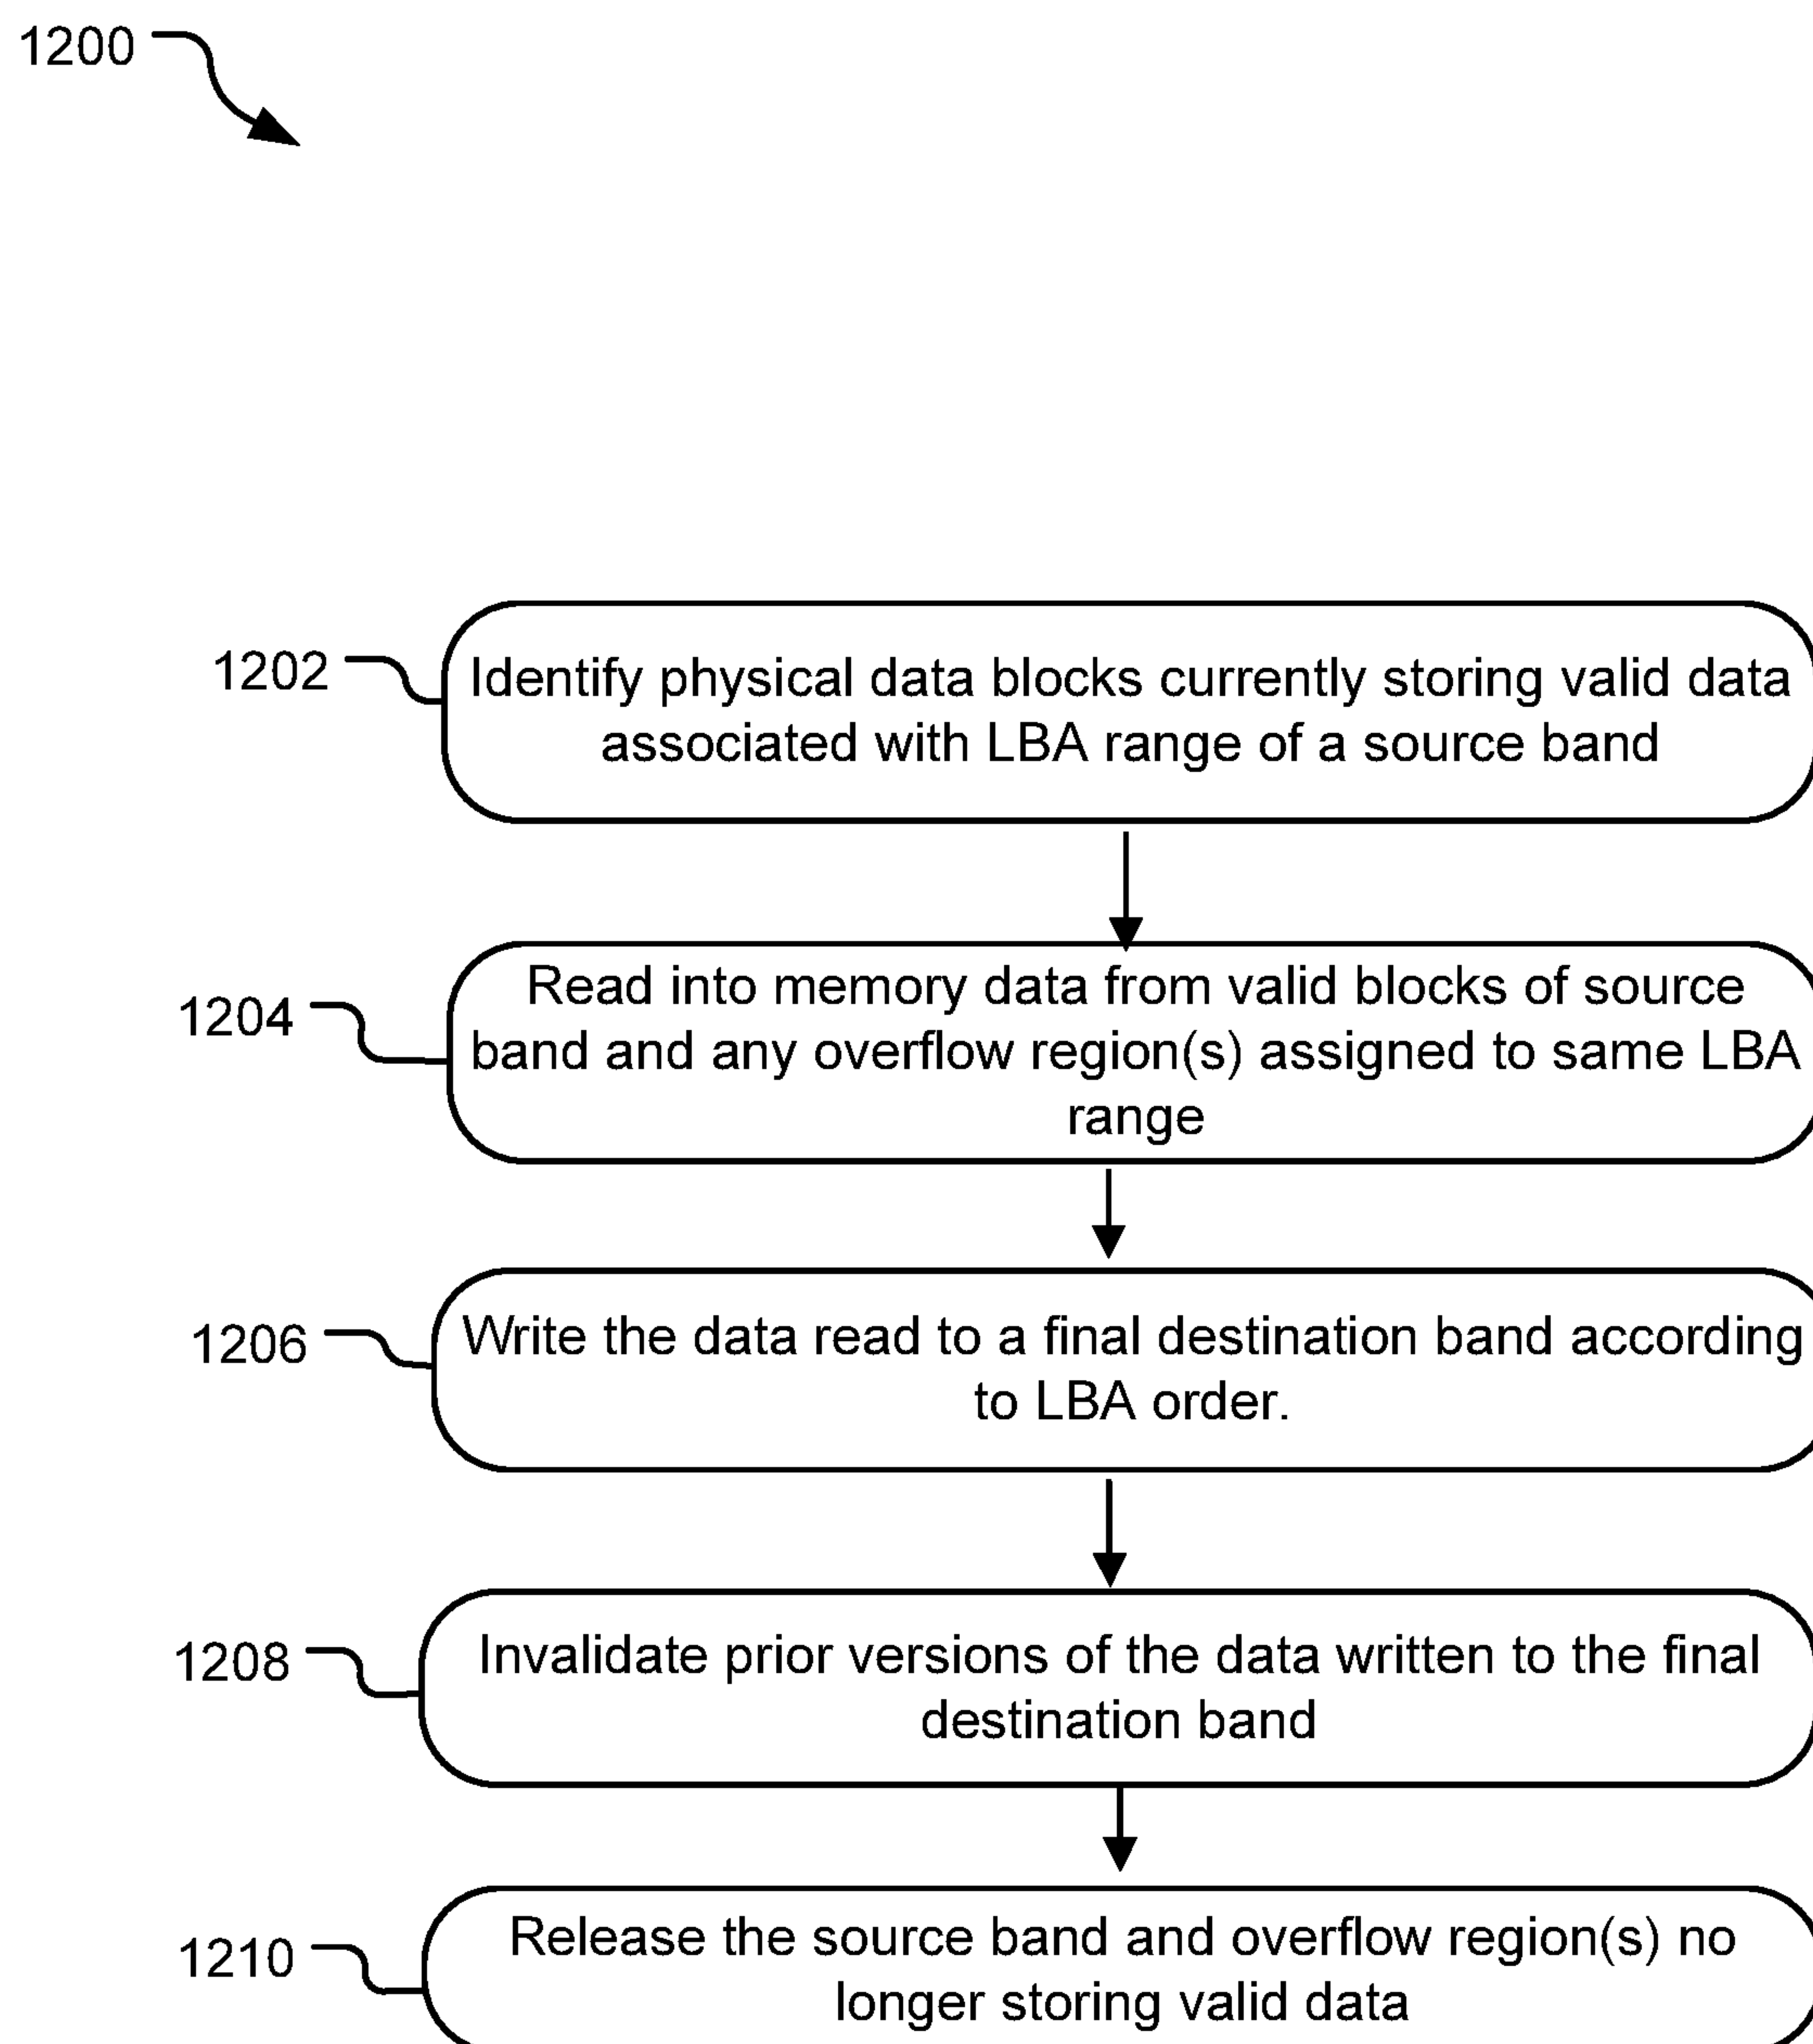 1200
1202
Identify physical data blocks currently storing valid data
associated with LBA range of a source band
1204
Read into memory data from valid blocks of source
band and any overflow region(s) assigned to same LBA
range
1206
Write the data read to a final destination band according
to LBA order.
1208
Invalidate prior versions of the data written to the final
destination band
1210
Release the source band and overflow region(s) no
longer storing valid data